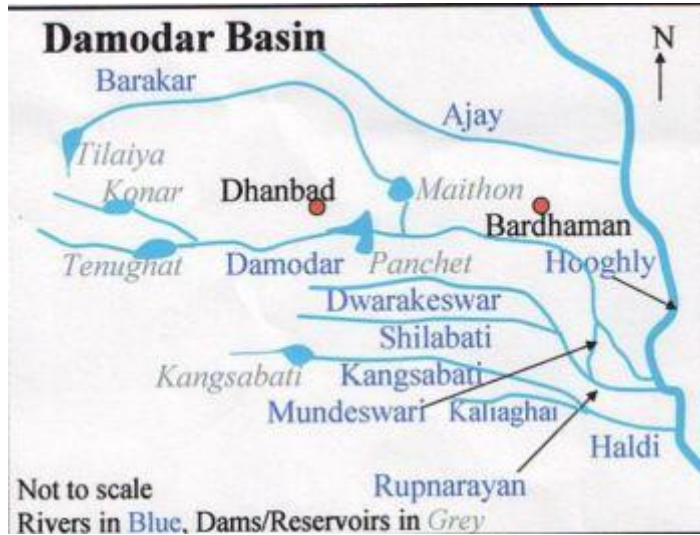 Damodar Basin
N
Barakar
Ajay
Tilaiya
Konar
Dhanbad
Maithon
Bardhaman
Tenughat
Damodar
Panchet
Hooghly
Dwarakeswar
Shilabati
Kangsabati
Kangsabati
Mundeswari
Kaliaghai
Haldi
Rupnarayan
Not to scale
Rivers in Blue, Dams/Reservoirs in Grey